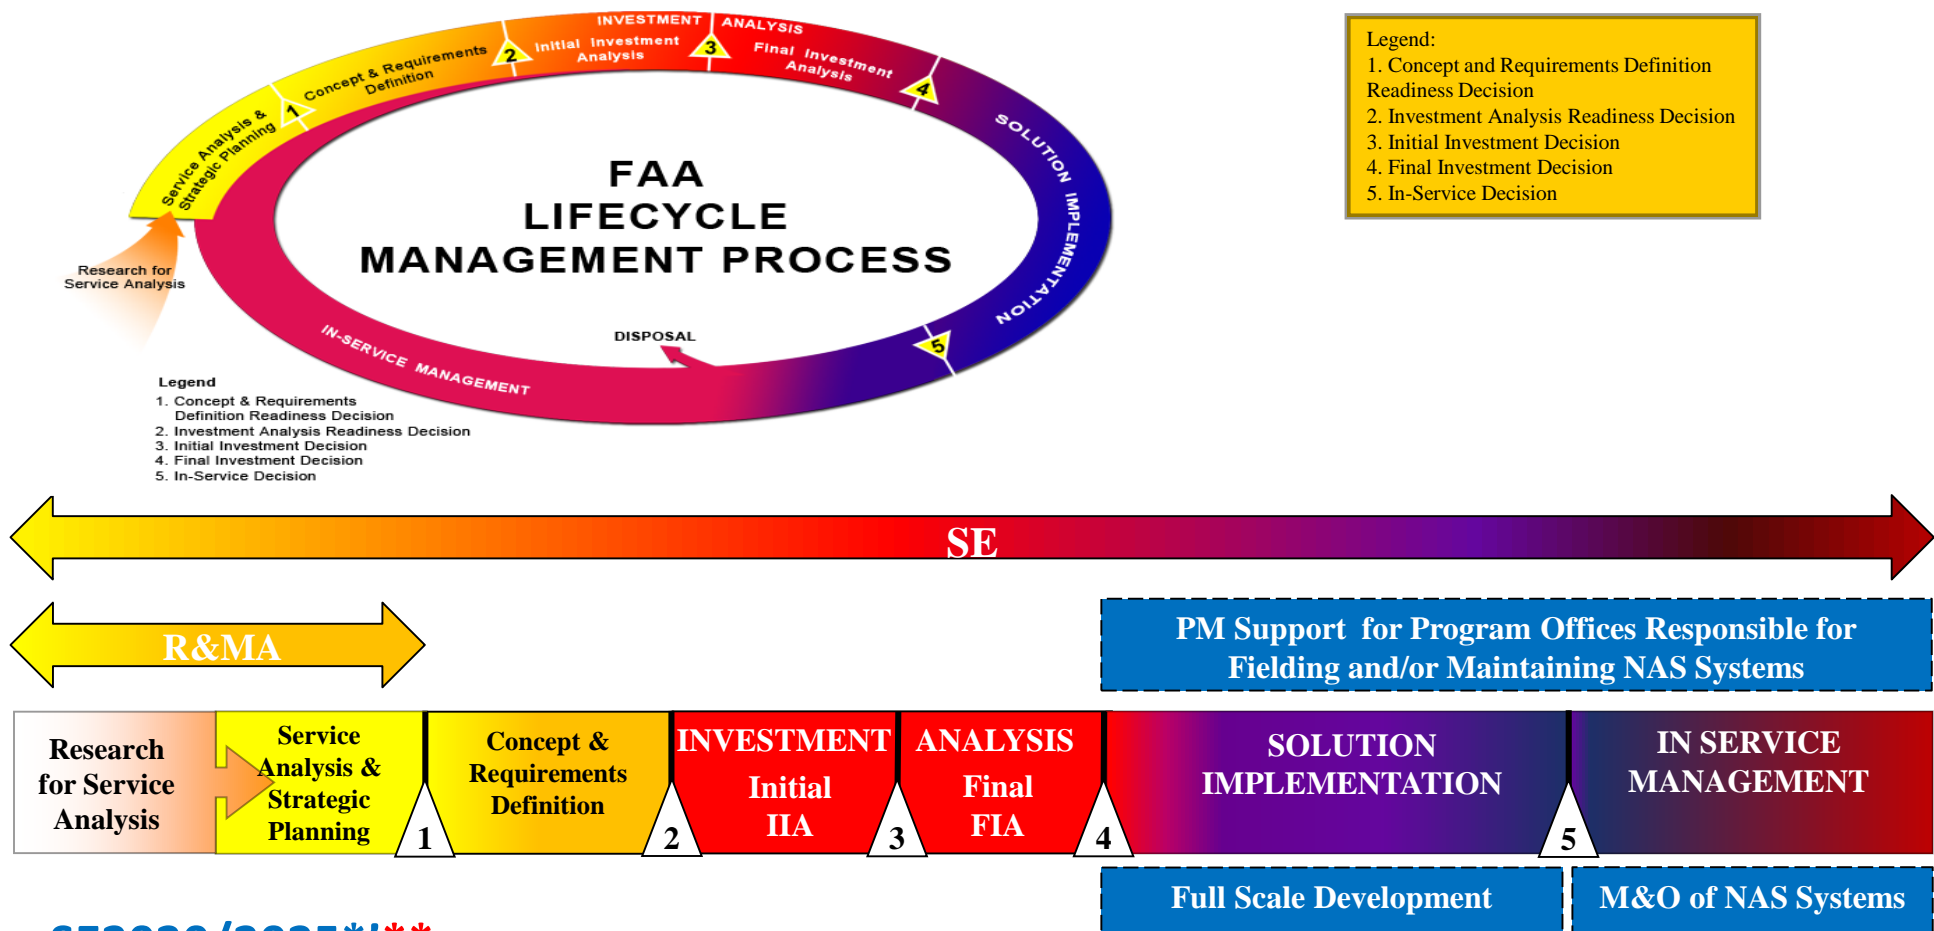 INVESTMENT ANALYSIS
Initial Investment
Analysis
Final Investment
Analysis
Concept & Requirements
Definition
Service Analysis &
Strategic Planning
1
2
3
4
5
SOLUTION IMPLEMENTATION
FAA
LIFECYCLE
MANAGEMENT PROCESS
Research for
Service Analysis
DISPOSAL
IN-SERVICE MANAGEMENT
Legend
1. Concept & Requirements
Definition Readiness Decision
2. Investment Analysis Readiness Decision
3. Initial Investment Decision
4. Final Investment Decision
5. In-Service Decision
Legend:
1. Concept and Requirements Definition
Readiness Decision
2. Investment Analysis Readiness Decision
3. Initial Investment Decision
4. Final Investment Decision
5. In-Service Decision
SE
R&MA
PM Support for Program Offices Responsible for
Fielding and/or Maintaining NAS Systems
Research
for Service
Analysis
Service
Analysis &
Strategic
Planning
1
Concept &
Requirements
Definition
2
INVESTMENT
Initial
IIA
3
ANALYSIS
Final
FIA
4
SOLUTION
IMPLEMENTATION
5
IN SERVICE
MANAGEMENT
Full Scale Development
M&O of NAS Systems